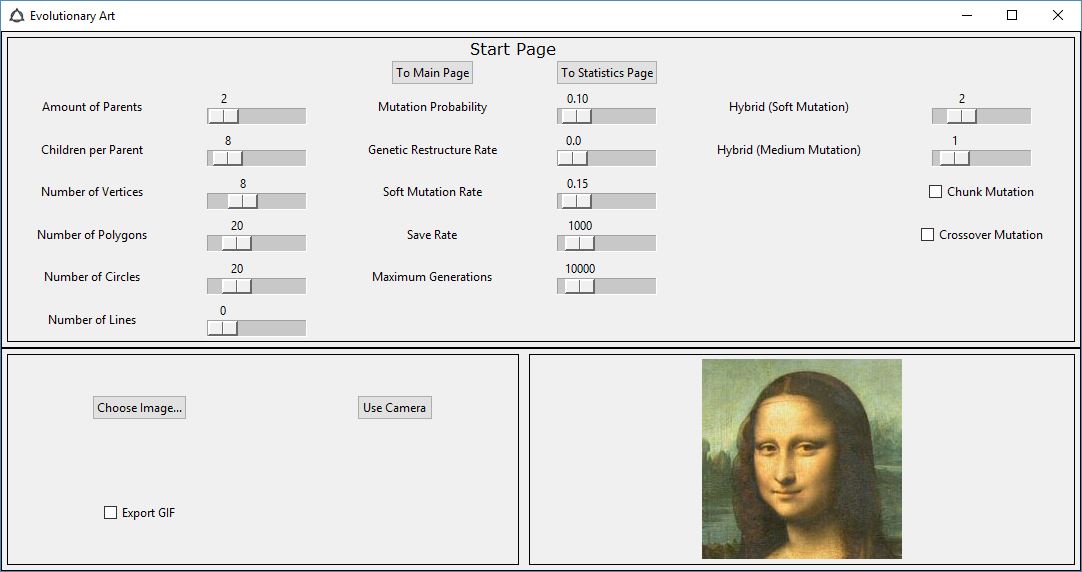 Evolutionary Art
Start Page
To Main Page To Statistics Page
2 0.10 2
Amount of Parents Mutation Probability Hybrid (Soft Mutation)
8 0.0 1
Children per Parent Genetic Restructure Rate Hybrid (Medium Mutation)
8 0.15
Number of Vertices Soft Mutation Rate Chunk Mutation
20 1000
Number of Polygons Save Rate Crossover Mutation
20 10000
Number of Circles Maximum Generations
0
Number of Lines
Choose Image... Use Camera
Export GIF